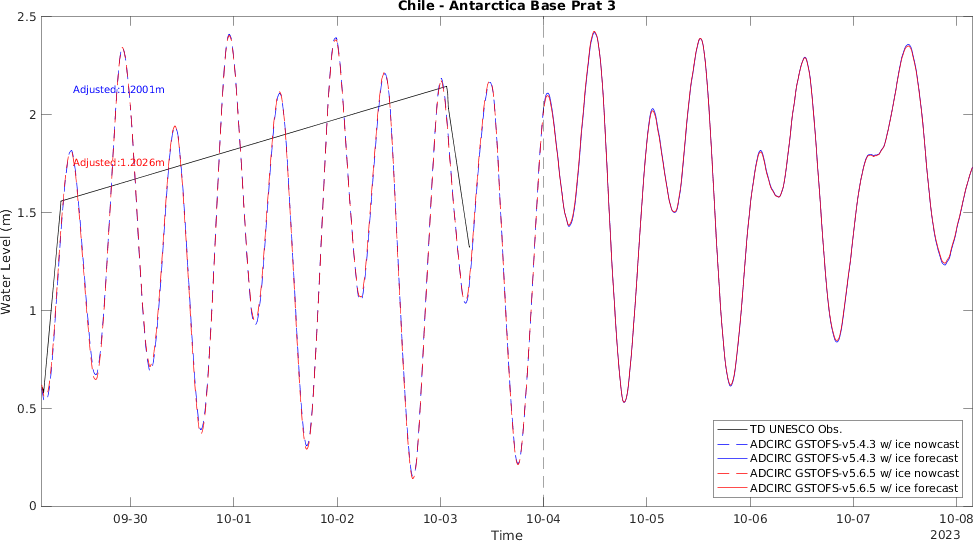 Chile - Antarctica Base Prat 3
2.5
2
1.5
1
0.5
0
Water Level (m)
Adjusted:1.2001m
Adjusted:1.2026m
TD UNESCO Obs.
ADCIRC GSTOFS-v5.4.3 w/ ice nowcast
ADCIRC GSTOFS-v5.4.3 w/ ice forecast
ADCIRC GSTOFS-v5.6.5 w/ ice nowcast
ADCIRC GSTOFS-v5.6.5 w/ ice forecast
09-30 10-01 10-02 10-03 10-04 10-05 10-06 10-07 10-08
2023
Time